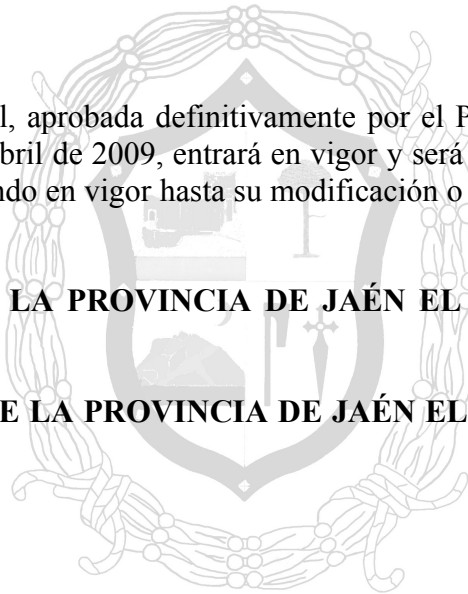 l, aprobada definitivamente por el P
bril de 2009, entrará en vigor y será
ndo en vigor hasta su modificación o
LA PROVINCIA DE JAÉN EL
E LA PROVINCIA DE JAÉN EL